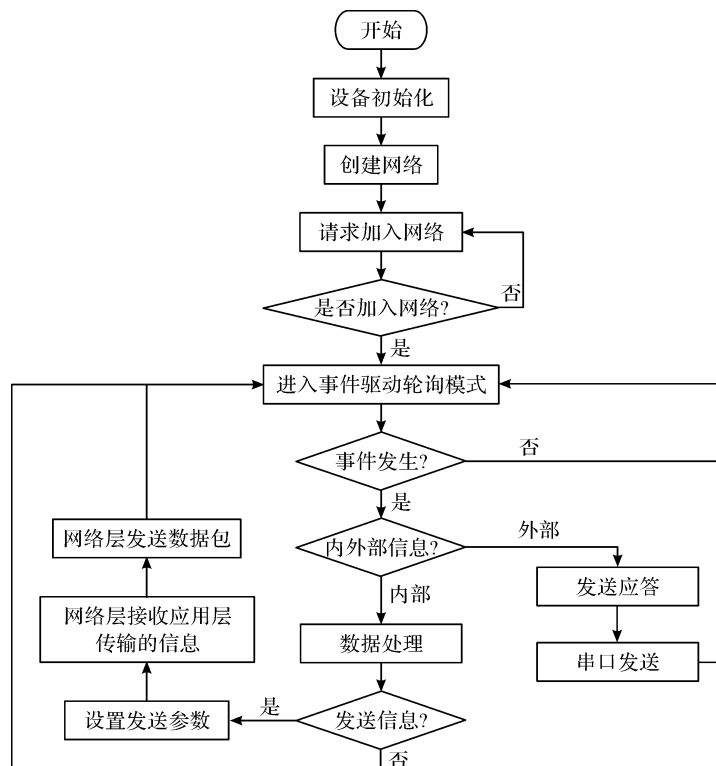 开始
设备初始化
创建网络
请求加入网络
是否加入网络?
否
是
进入事件驱动轮询模式
事件发生?
否
是
网络层发送数据包
内外部信息?
外部
内部
发送应答
网络层接收应用层
传输的信息
数据处理
串口发送
设置发送参数
是
发送信息?
否